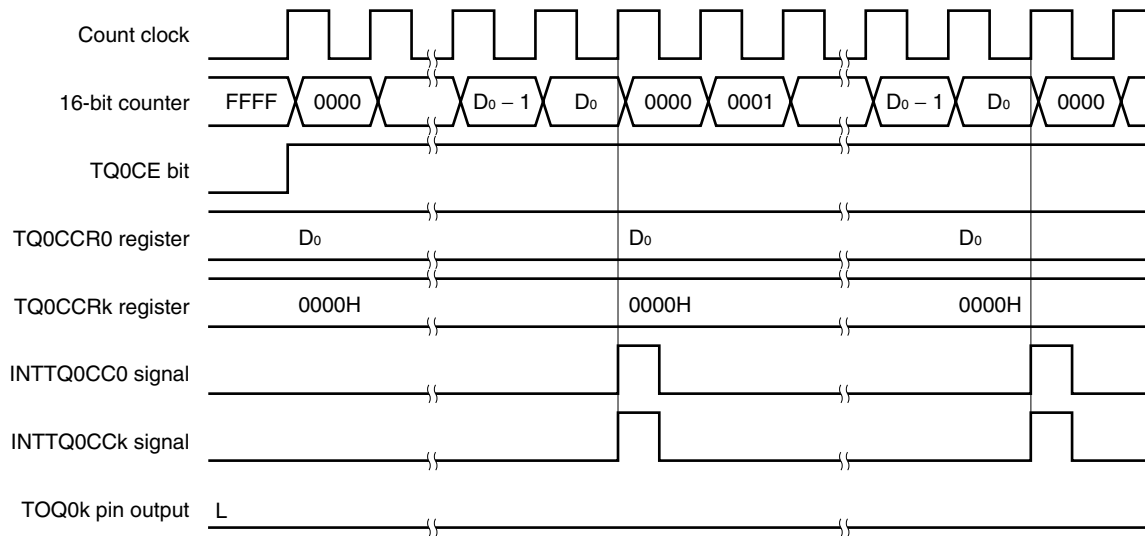 Count clock
16-bit counter FFFF 0000 D₀ − 1 D₀ 0000 0001 D₀ − 1 D₀ 0000
TQ0CE bit
TQ0CCR0 register D₀ D₀ D₀
TQ0CCRk register 0000H 0000H 0000H
INTTQ0CC0 signal
INTTQ0CCk signal
TOQ0k pin output L